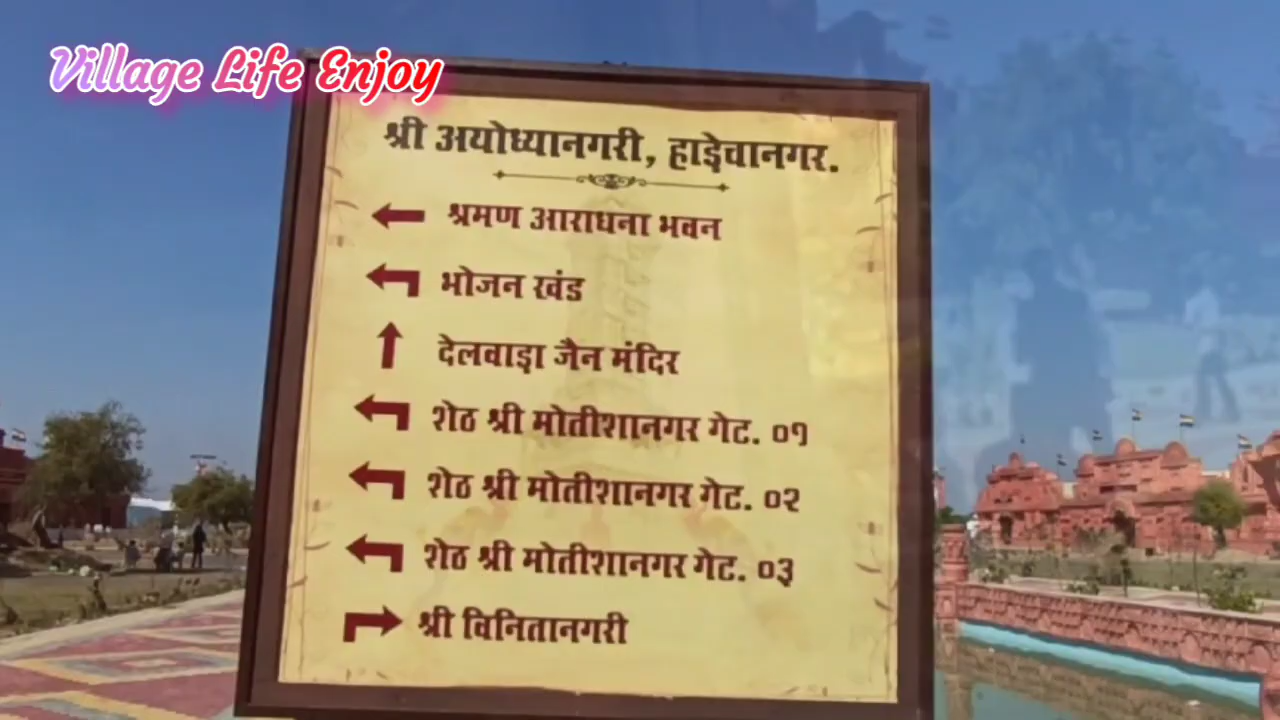 Village Life Enjoy
श्री अयोध्यानगरी, हाड़ेचानगर.
श्रमण आराधना भवन
भोजन खंड
देलवाड़ा जैन मंदिर
शेठ श्री मोतीशानगर गेट. ०१
शेठ श्री मोतीशानगर गेट. ०२
शेठ श्री मोतीशानगर गेट. ०३
श्री विनितानगरी